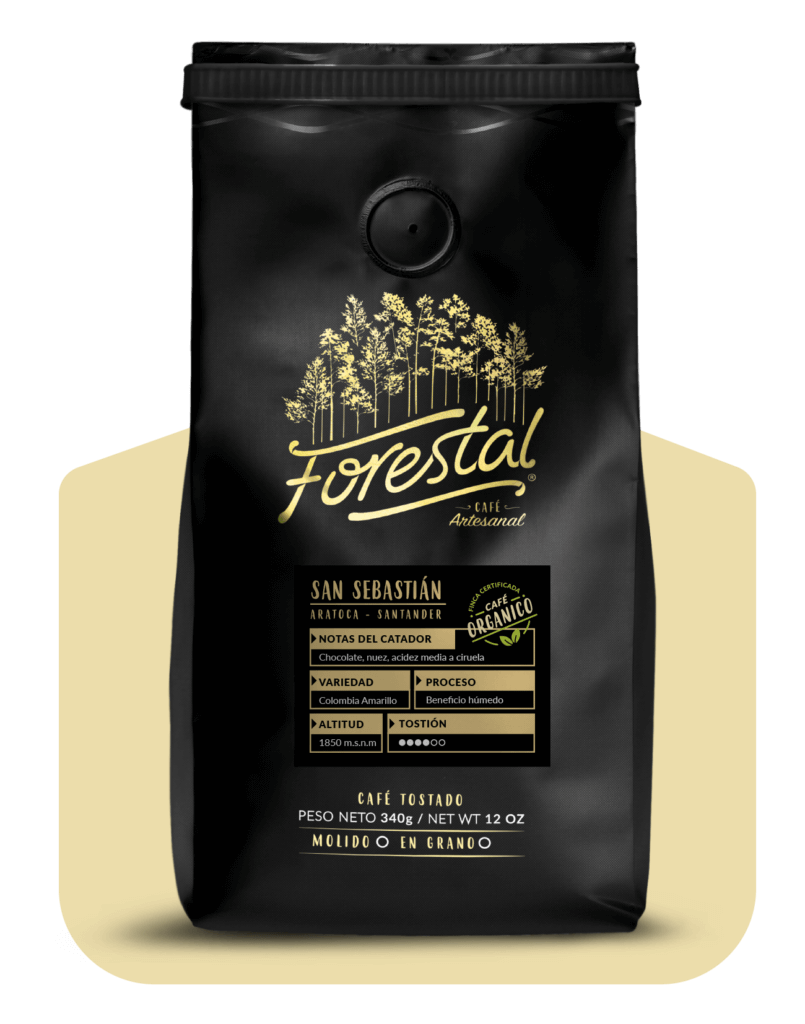 Forestal®
CAFÉ
Artesanal
SAN SEBASTIÁN
ARATOCA - SANTANDER
FINCA CERTIFICADA
CAFÉ
ORGANICO
NOTAS DEL CATADOR
Chocolate, nuez, acidez media a ciruela
VARIEDAD
Colombia Amarillo
PROCESO
Beneficio húmedo
ALTITUD
1850 m.s.n.m
TOSTIÓN
CAFÉ TOSTADO
PESO NETO 340g / NET WT 12 OZ
MOLIDO EN GRANO